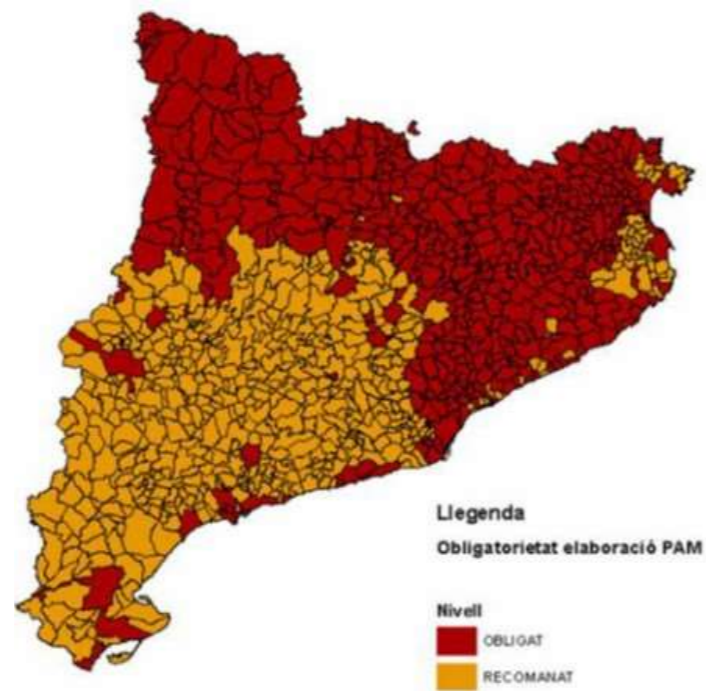 Llegenda
Obligatorietat elaboració PAM
Nivell
OBLIGAT
RECOMANAT